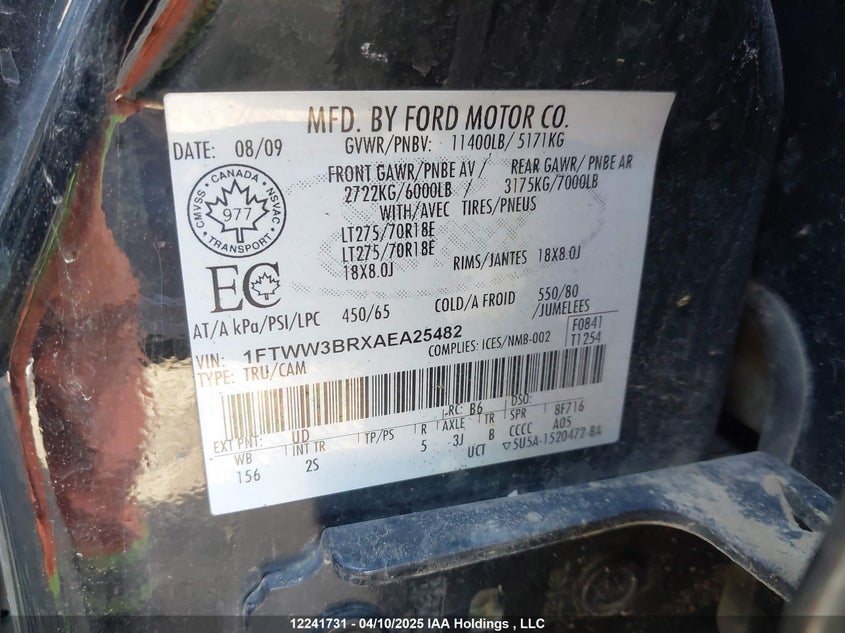 MFD. BY FORD MOTOR CO.
DATE: 08/09
GVWR/PNBV: 11400LB/ 5171KG
FRONT GAWR/PNBE AV / REAR GAWR/ PNBE AR
2722KG/6000LB / 3175KG/7000LB
WITH/AVEC TIRES/PNEUS
CMVSS · CANADA · NSVAC
977
· TRANSPORT ·
LT275/70R18E
LT275/70R18E
18X8.0J RIMS/JANTES 18X8.0J
EC
AT/A kPa/PSI/LPC 450/65 COLD/A FROID 550/80
/JUMELEES
VIN: 1FTWW3BRXAEA25482 COMPLIES: ICES/NMB-002
F0841
T1254
TYPE: TRU/CAM
EXT PNT: UD RC: B6 DSO:
WB INT TR TP/PS R AXLE TR SPR 8F716
156 2S 5 3J B CCCC A05
UCT ▽5U5A-1520472-BA
12241731 - 04/10/2025 IAA Holdings , LLC